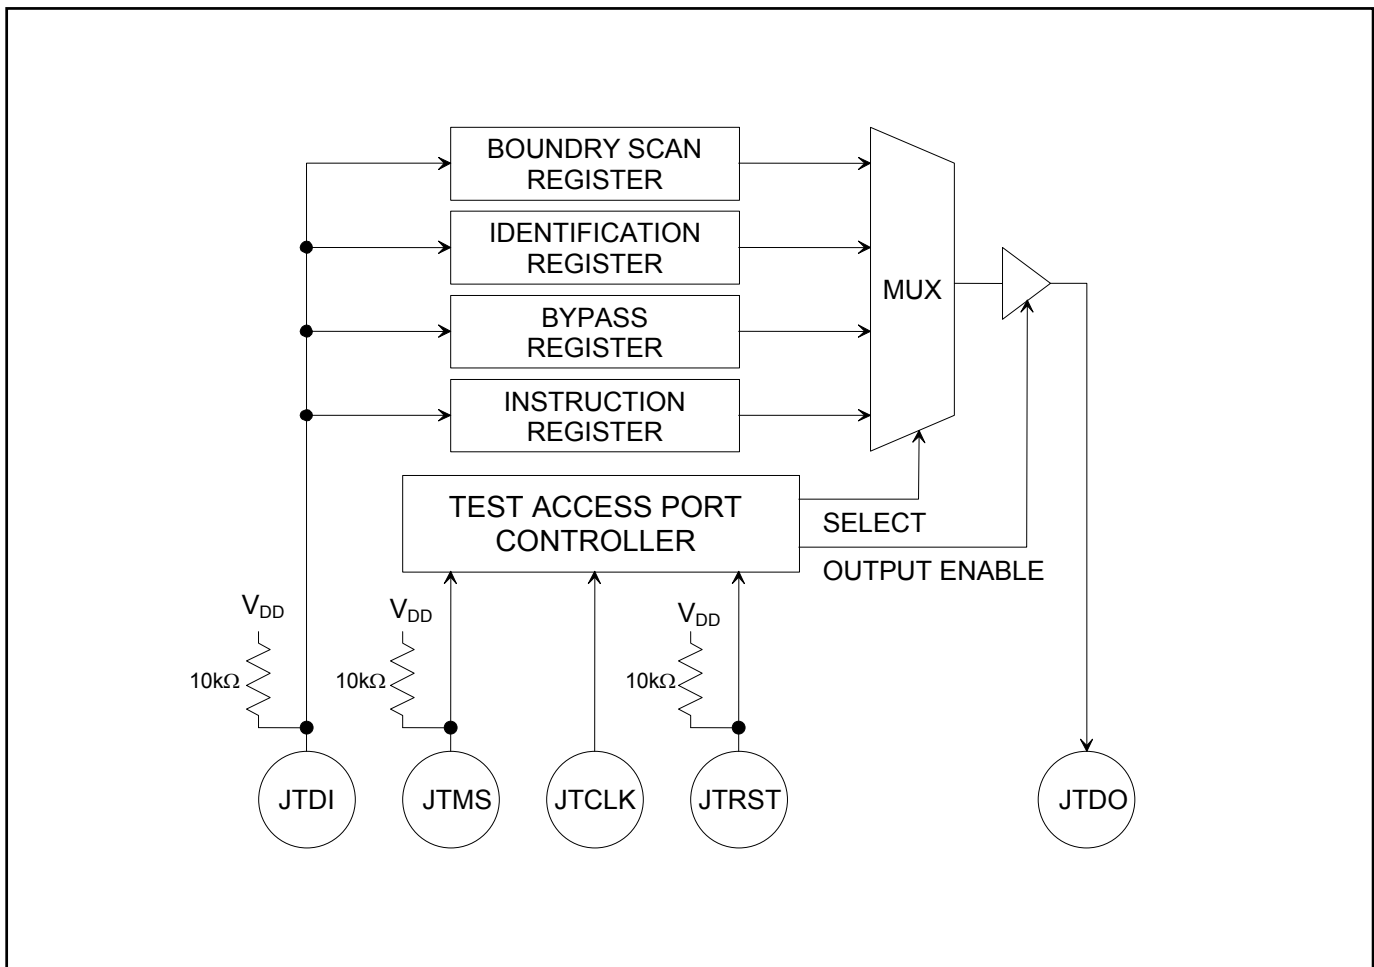 BOUNDRY SCAN
REGISTER
IDENTIFICATION
REGISTER
BYPASS
REGISTER
INSTRUCTION
REGISTER
MUX
TEST ACCESS PORT
CONTROLLER
SELECT
OUTPUT ENABLE
VDD
VDD
VDD
10kΩ
10kΩ
10kΩ
JTDI
JTMS
JTCLK
JTRST
JTDO